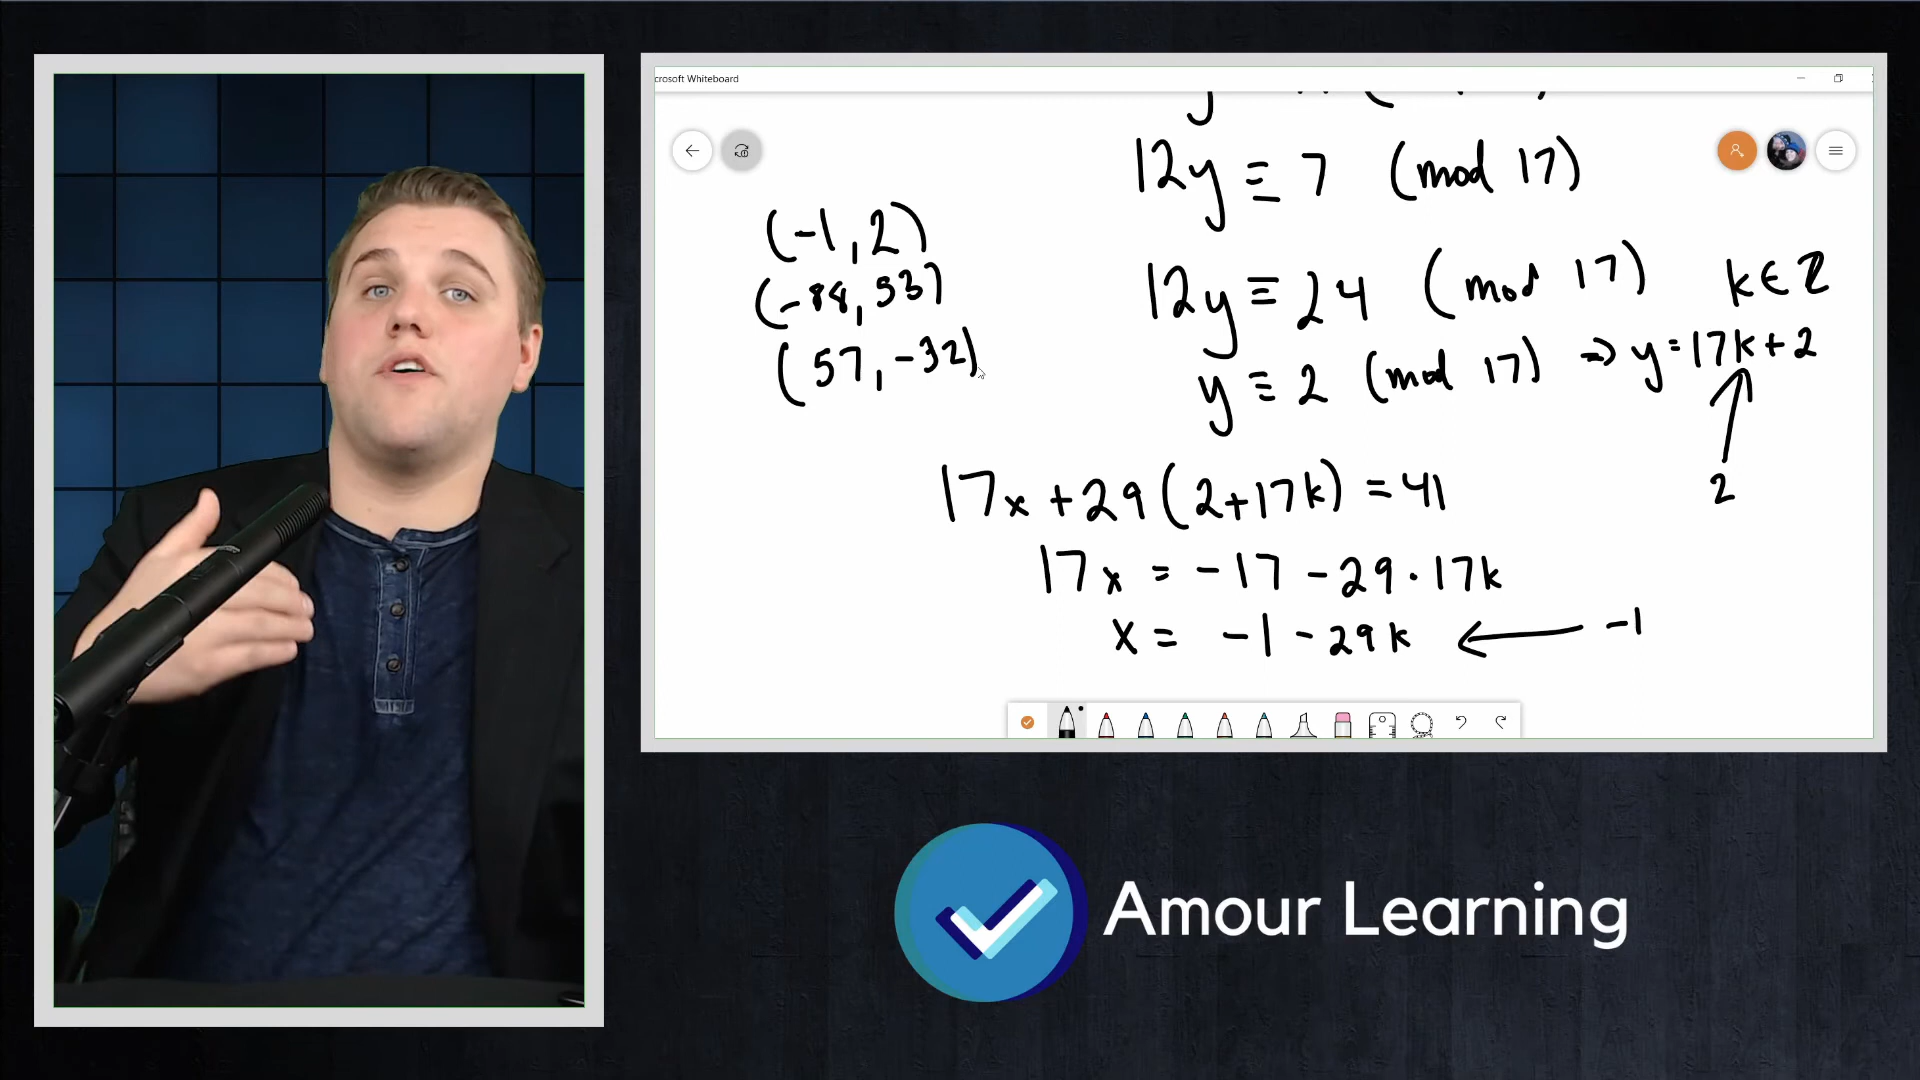 crosoft Whiteboard
12y ≡ 7 (mod 17)
(-1, 2)
(-88, 53)
(57, -32)
12y ≡ 24 (mod 17)
k ∈ Z
y ≡ 2 (mod 17) ⇒ y = 17k + 2
2
17x + 29 (2 + 17k) = 41
17x = -17 - 29 · 17k
x = -1 - 29k ← -1
Amour Learning